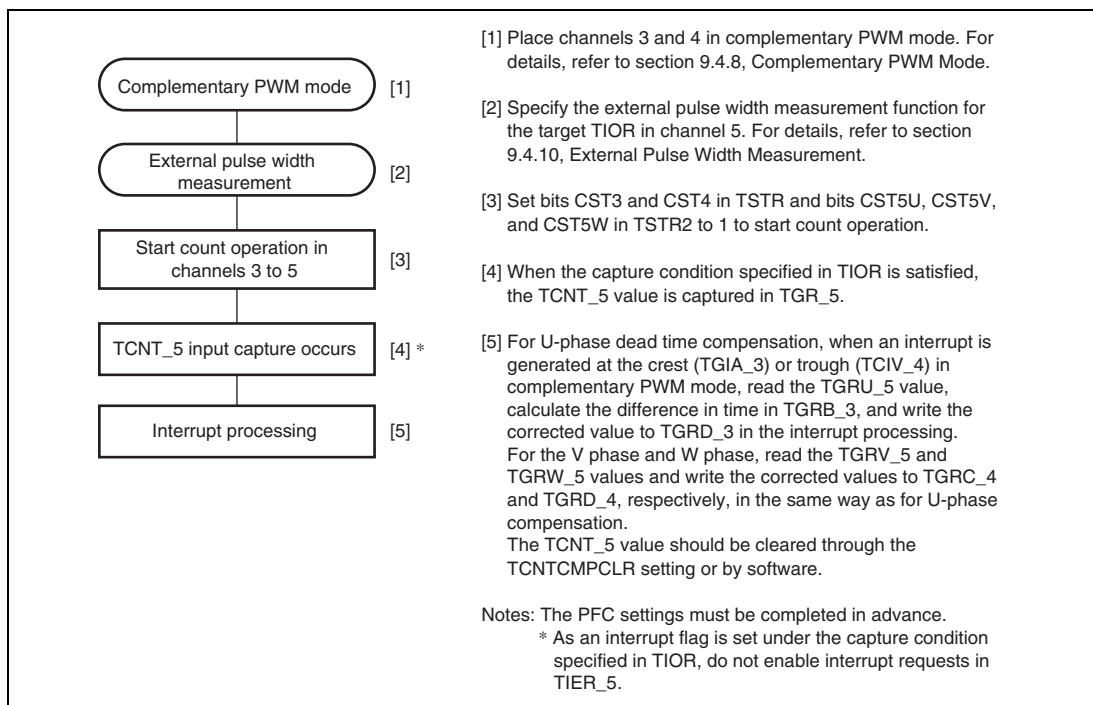 Complementary PWM mode [1]
External pulse width
measurement [2]
Start count operation in
channels 3 to 5 [3]
TCNT_5 input capture occurs [4] *
Interrupt processing [5]
[1] Place channels 3 and 4 in complementary PWM mode. For
details, refer to section 9.4.8, Complementary PWM Mode.
[2] Specify the external pulse width measurement function for
the target TIOR in channel 5. For details, refer to section
9.4.10, External Pulse Width Measurement.
[3] Set bits CST3 and CST4 in TSTR and bits CST5U, CST5V,
and CST5W in TSTR2 to 1 to start count operation.
[4] When the capture condition specified in TIOR is satisfied,
the TCNT_5 value is captured in TGR_5.
[5] For U-phase dead time compensation, when an interrupt is
generated at the crest (TGIA_3) or trough (TCIV_4) in
complementary PWM mode, read the TGRU_5 value,
calculate the difference in time in TGRB_3, and write the
corrected value to TGRD_3 in the interrupt processing.
For the V phase and W phase, read the TGRV_5 and
TGRW_5 values and write the corrected values to TGRC_4
and TGRD_4, respectively, in the same way as for U-phase
compensation.
The TCNT_5 value should be cleared through the
TCNTCMPCLR setting or by software.
Notes: The PFC settings must be completed in advance.
* As an interrupt flag is set under the capture condition
specified in TIOR, do not enable interrupt requests in
TIER_5.